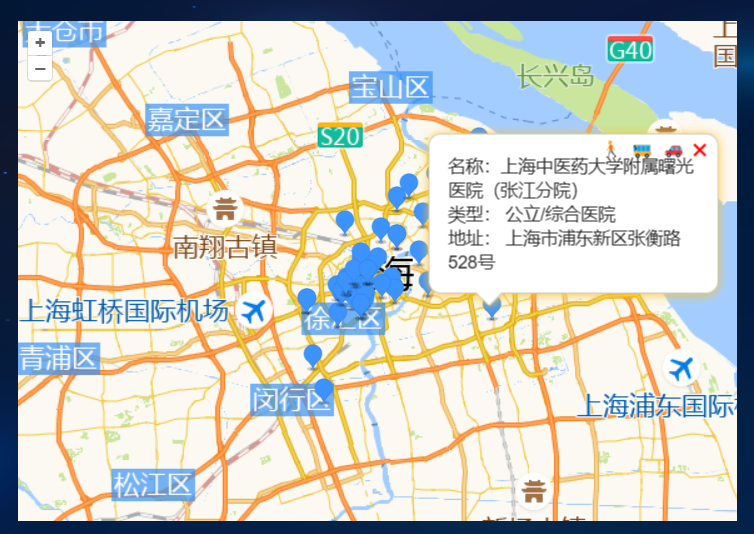 太仓市
上
国
G40
长兴岛
宝山区
嘉定区
S20
名称：上海中医药大学附属曙光
医院（张江分院）
类型： 公立/综合医院
地址： 上海市浦东新区张衡路
528号
南翔古镇
海
上海虹桥国际机场
徐汇区
青浦区
闵行区
上海浦东国际
松江区